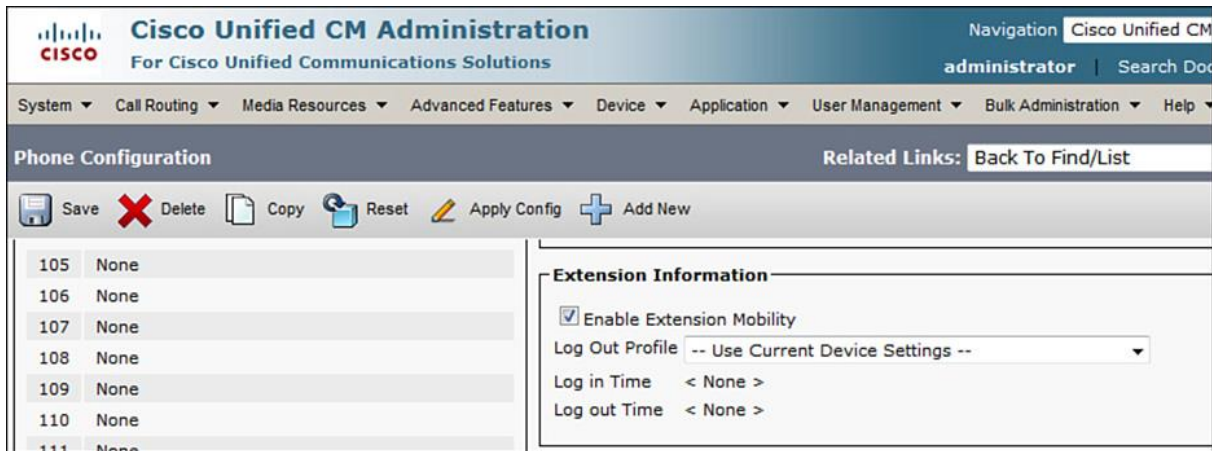 CISCO
Cisco Unified CM Administration
For Cisco Unified Communications Solutions
Navigation Cisco Unified CM
administrator | Search Doc
System Call Routing Media Resources Advanced Features Device Application User Management Bulk Administration Help
Phone Configuration
Related Links: Back To Find/List
Save Delete Copy Reset Apply Config Add New
105 None
106 None
107 None
108 None
109 None
110 None
111 None
Extension Information
Enable Extension Mobility
Log Out Profile -- Use Current Device Settings --
Log in Time < None >
Log out Time < None >